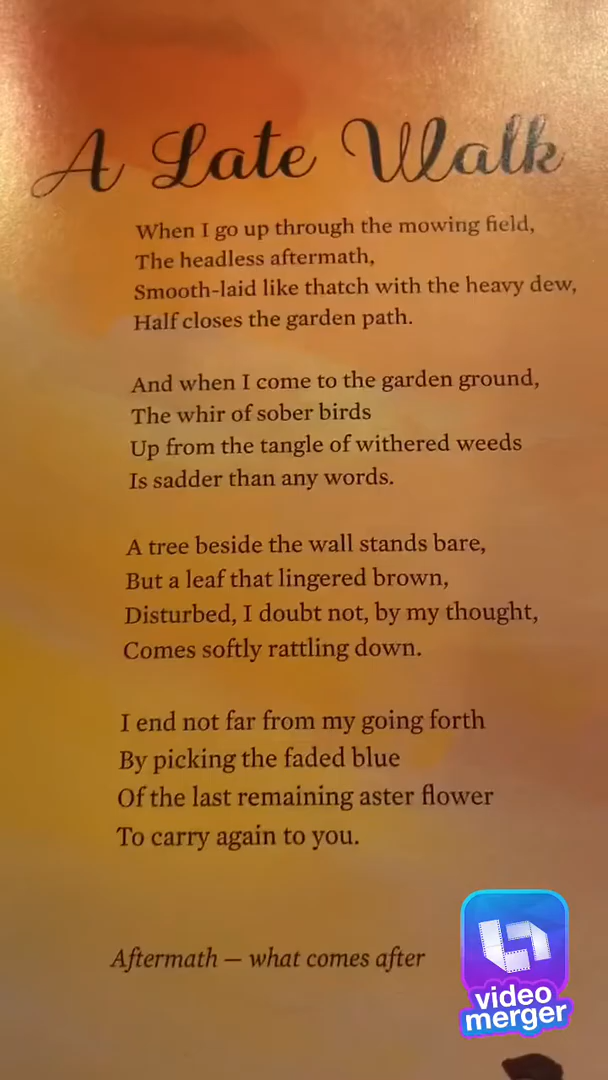 A Late Walk
When I go up through the mowing field,
The headless aftermath,
Smooth-laid like thatch with the heavy dew,
Half closes the garden path.
And when I come to the garden ground,
The whir of sober birds
Up from the tangle of withered weeds
Is sadder than any words.
A tree beside the wall stands bare,
But a leaf that lingered brown,
Disturbed, I doubt not, by my thought,
Comes softly rattling down.
I end not far from my going forth
By picking the faded blue
Of the last remaining aster flower
To carry again to you.
Aftermath — what comes after
video
merger